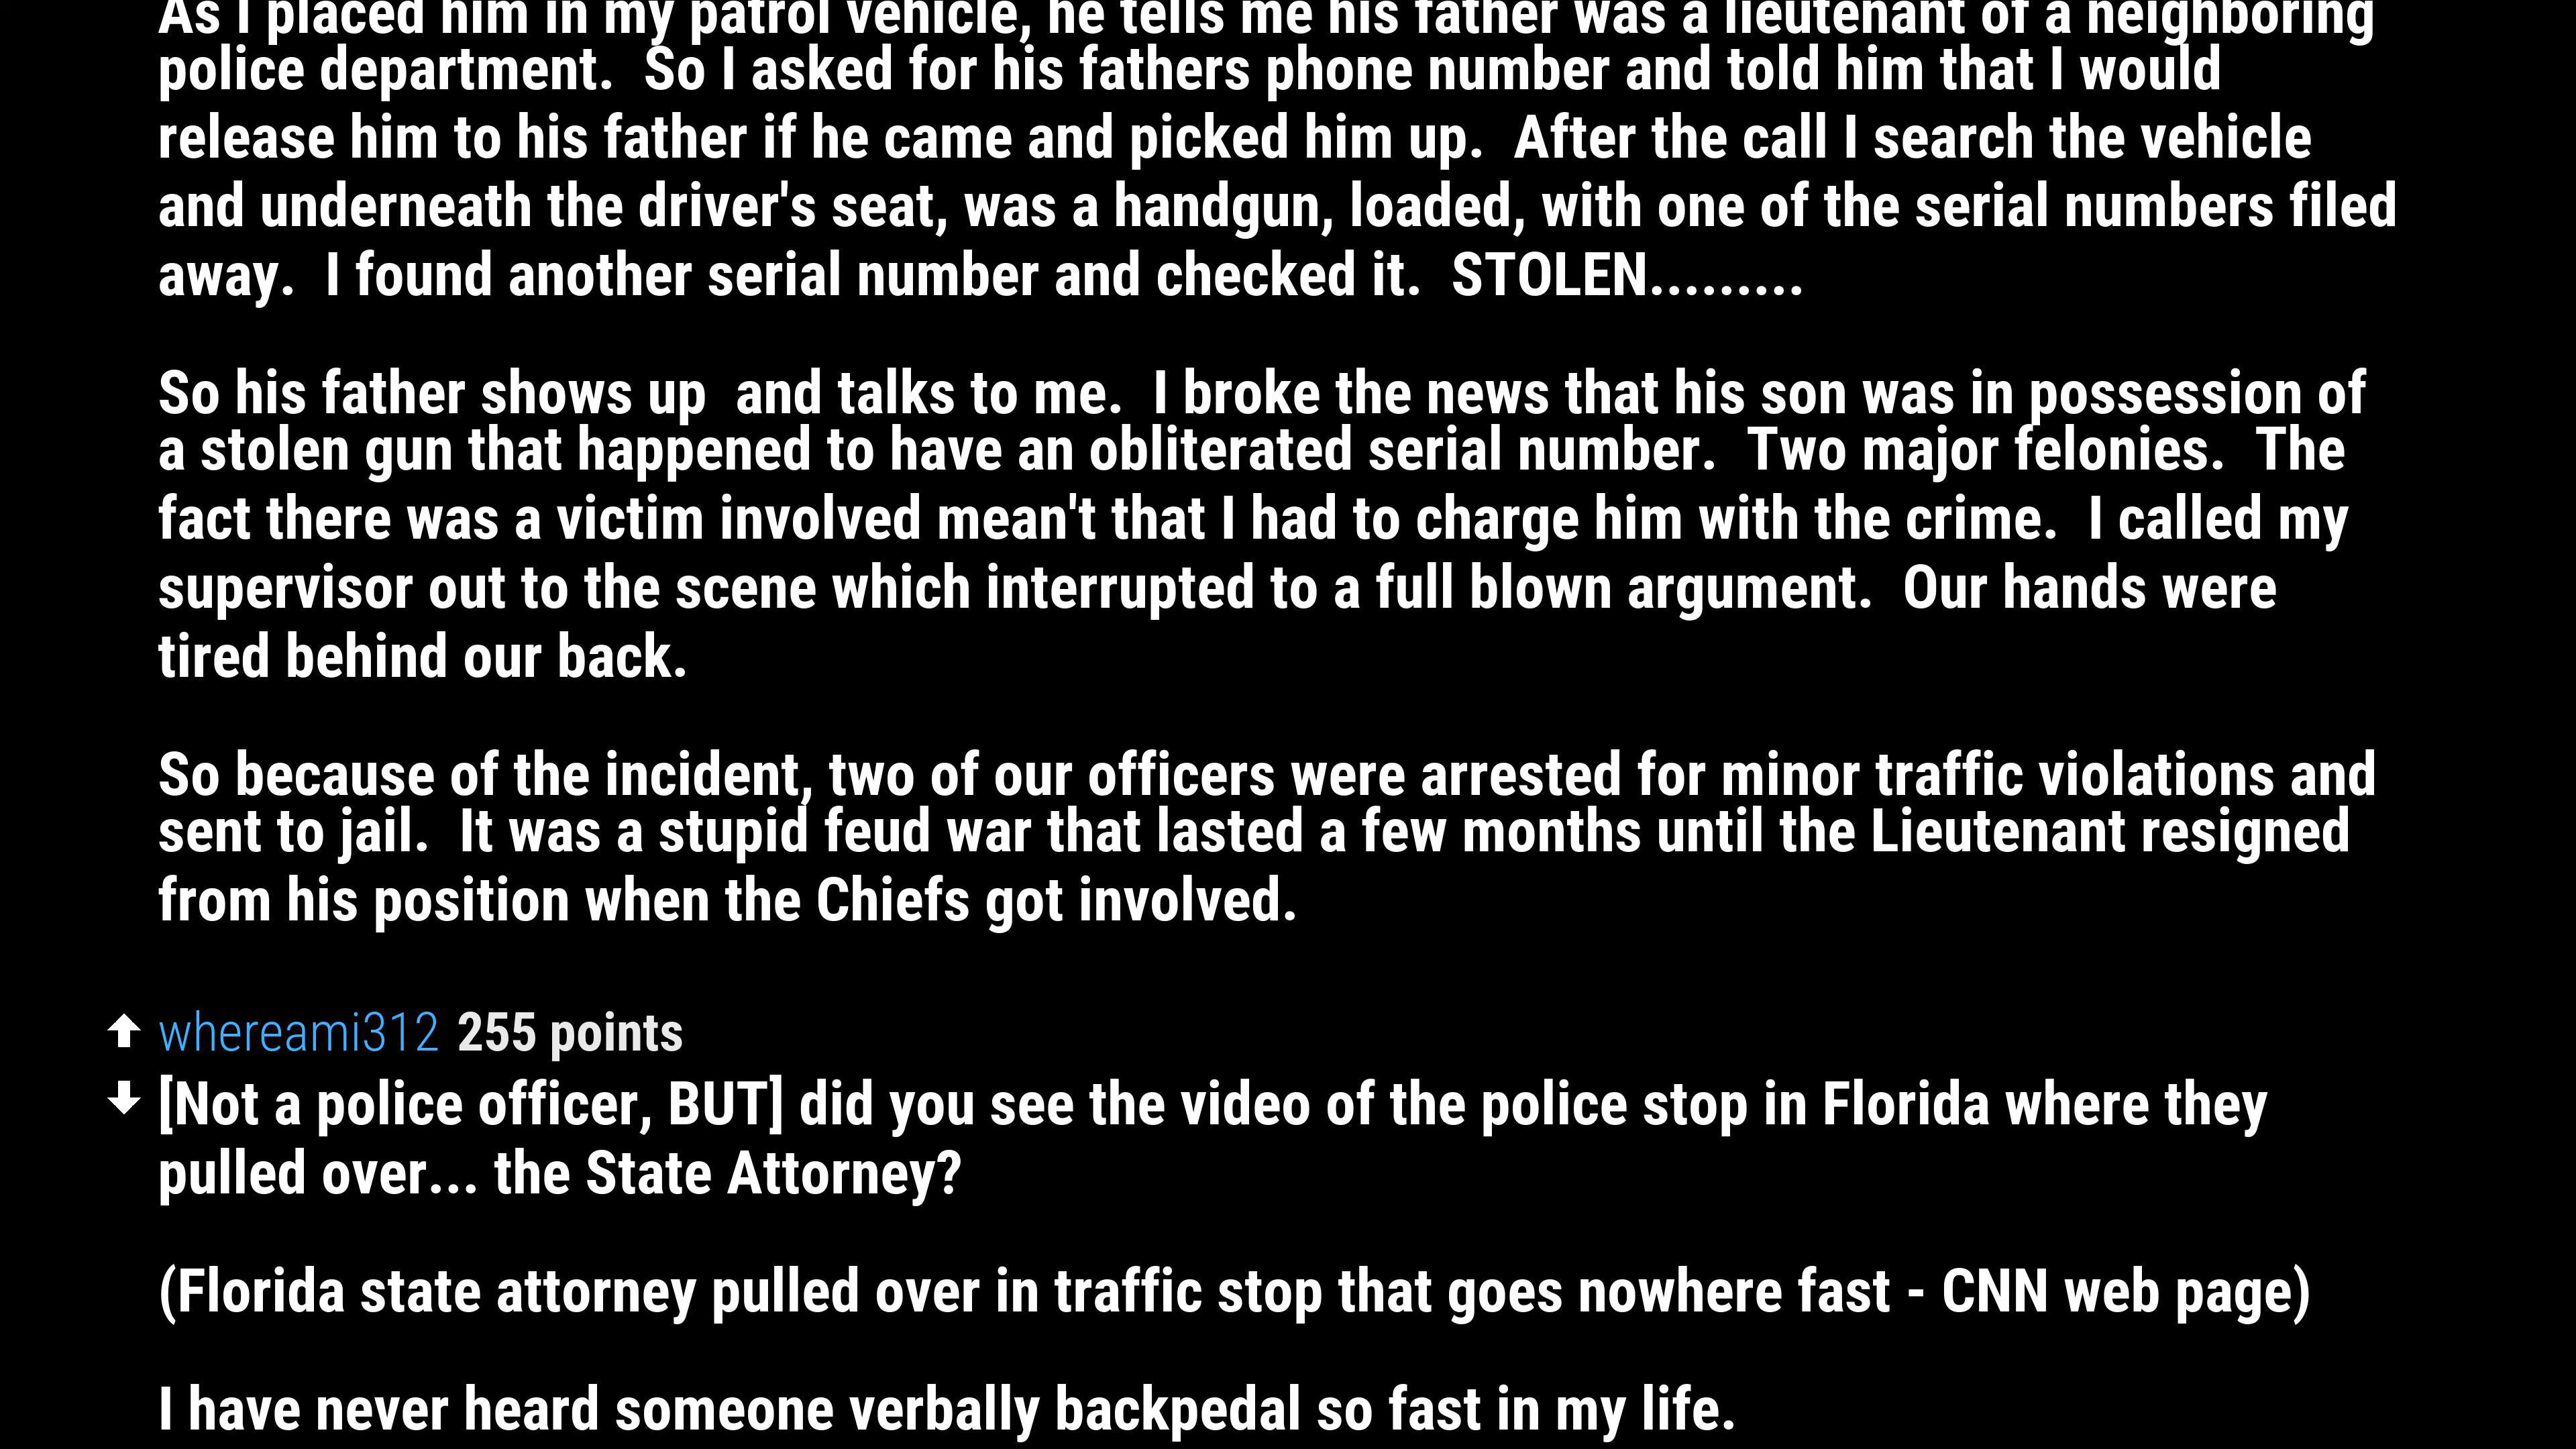 As I placed him in my patrol vehicle, he tells me his father was a lieutenant of a neighboring
police department.  So I asked for his fathers phone number and told him that I would
release him to his father if he came and picked him up.  After the call I search the vehicle
and underneath the driver's seat, was a handgun, loaded, with one of the serial numbers filed
away.  I found another serial number and checked it.  STOLEN.........
So his father shows up  and talks to me.  I broke the news that his son was in possession of
a stolen gun that happened to have an obliterated serial number.  Two major felonies.  The
fact there was a victim involved mean't that I had to charge him with the crime.  I called my
supervisor out to the scene which interrupted to a full blown argument.  Our hands were
tired behind our back.
So because of the incident, two of our officers were arrested for minor traffic violations and
sent to jail.  It was a stupid feud war that lasted a few months until the Lieutenant resigned
from his position when the Chiefs got involved.
whereami312 255 points
[Not a police officer, BUT] did you see the video of the police stop in Florida where they
pulled over... the State Attorney?
(Florida state attorney pulled over in traffic stop that goes nowhere fast - CNN web page)
I have never heard someone verbally backpedal so fast in my life.